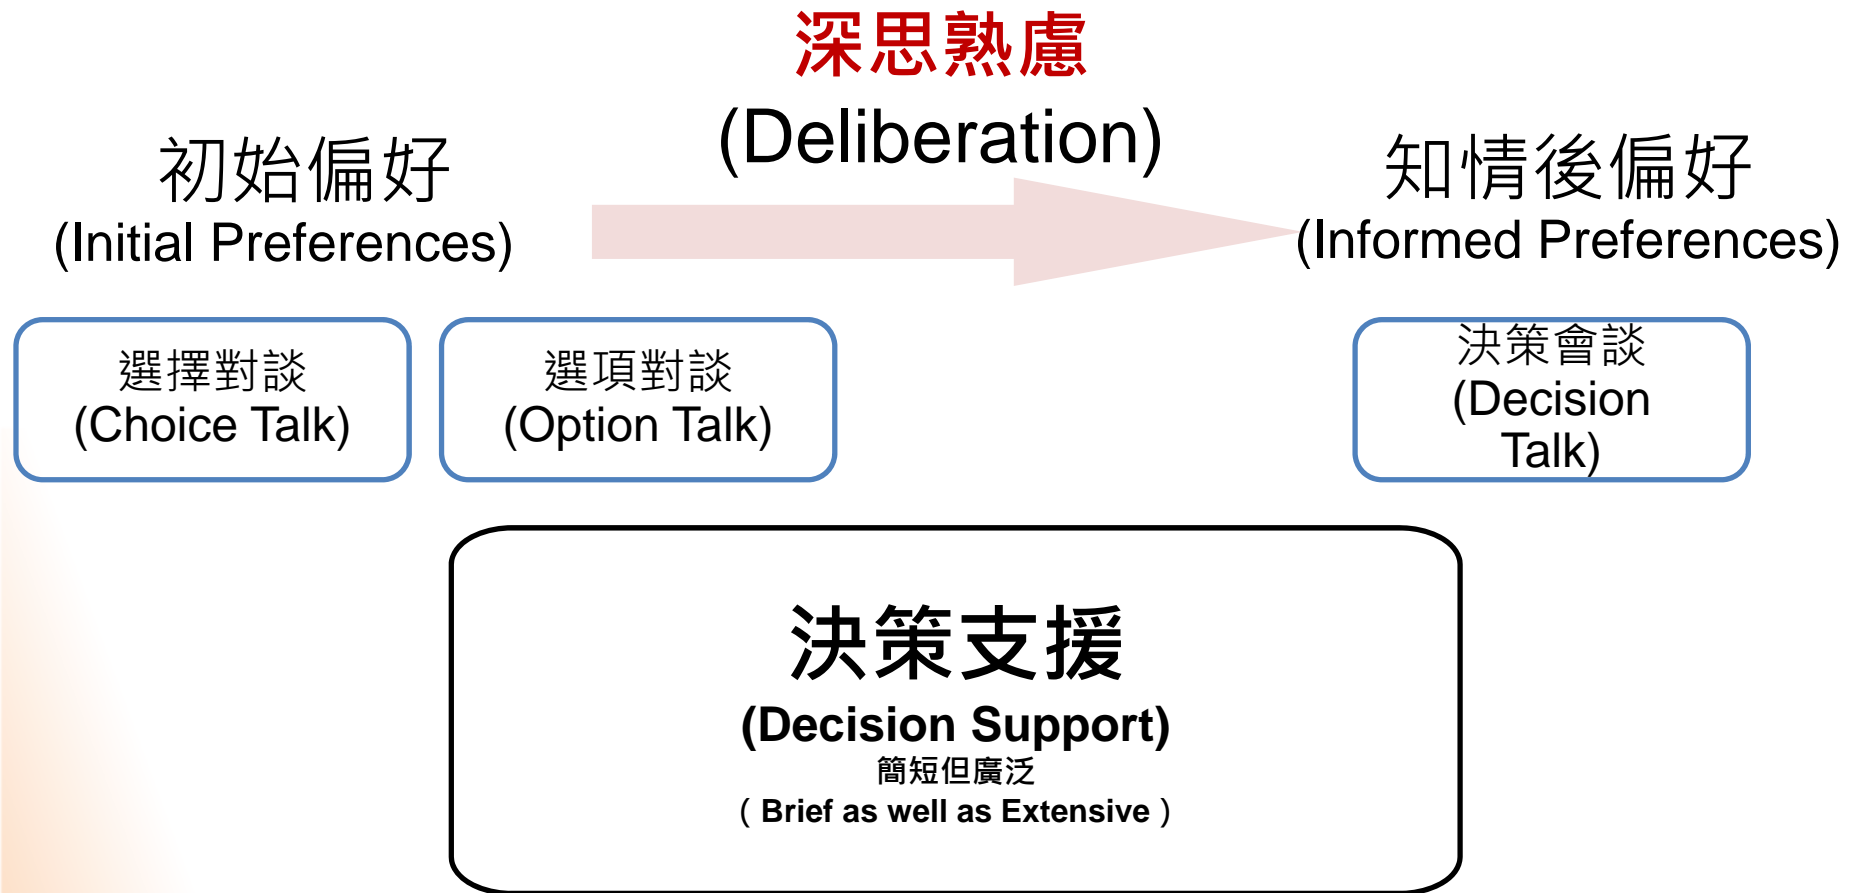 深思熟慮
(Deliberation)
初始偏好
(Initial Preferences)
知情後偏好
(Informed Preferences)
選擇對談
(Choice Talk)
選項對談
(Option Talk)
決策會談
(Decision
Talk)
決策支援
(Decision Support)
簡短但廣泛
（Brief as well as Extensive）